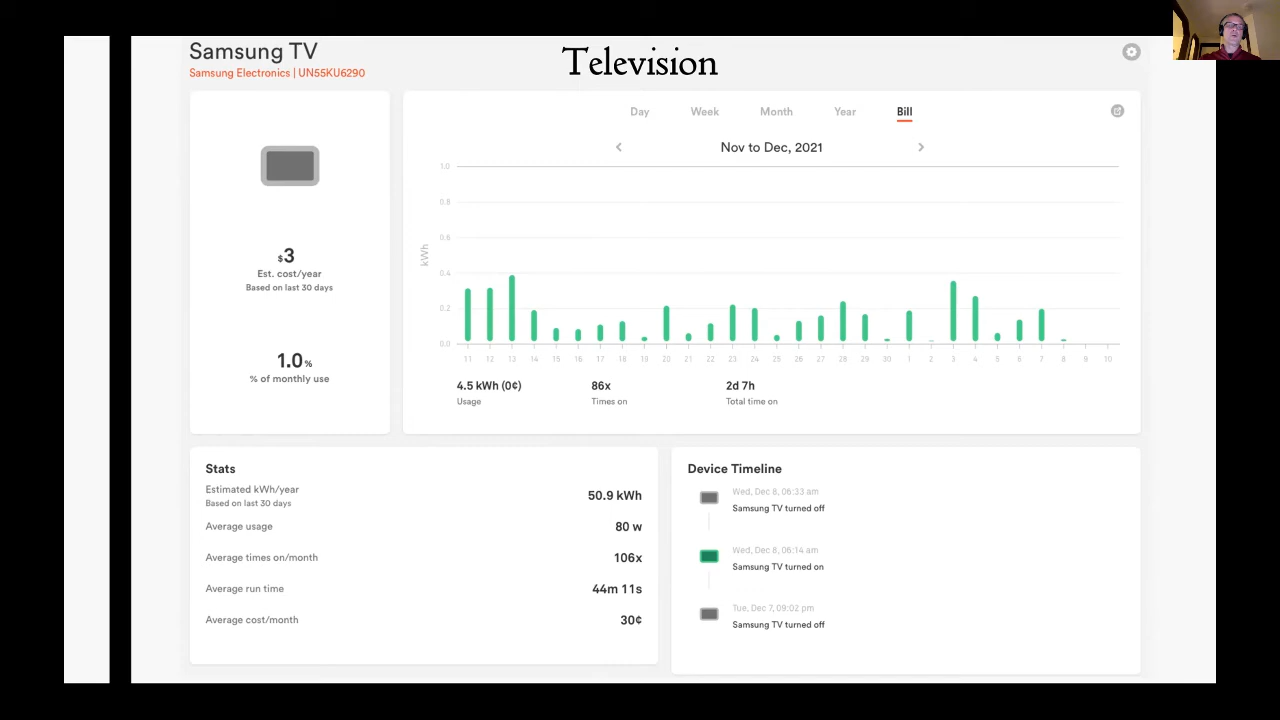 Samsung TV
Samsung Electronics | UN55KU6290
Television
$3
Est. cost/year
Based on last 30 days
1.0 %
% of monthly use
Day Week Month Year Bill
Nov to Dec, 2021
kWh
1.0
0.8
0.6
0.4
0.2
0.0
11 12 13 14 15 16 17 18 19 20 21 22 23 24 25 26 27 28 29 30 1 2 3 4 5 6 7 8 9 10
4.5 kWh (0¢) 86x 2d 7h
Usage Times on Total time on
Stats
Estimated kWh/year 50.9 kWh
Based on last 30 days
Average usage 80 w
Average times on/month 106x
Average run time 44m 11s
Average cost/month 30¢
Device Timeline
Wed, Dec 8, 06:33 am
Samsung TV turned off
Wed, Dec 8, 06:14 am
Samsung TV turned on
Tue, Dec 7, 09:02 pm
Samsung TV turned off